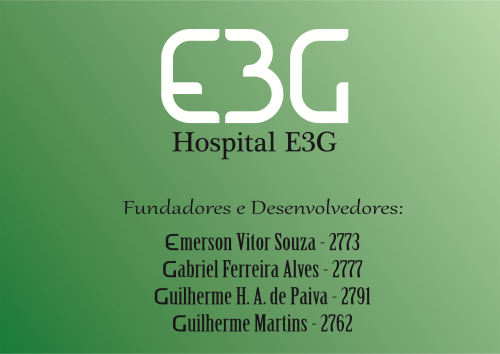 E3G
Hospital E3G
Fundadores e Desenvolvedores:
Emerson Vitor Souza - 2773
Gabriel Ferreira Alves - 2777
Guilherme H. A. de Paiva - 2791
Guilherme Martins - 2762